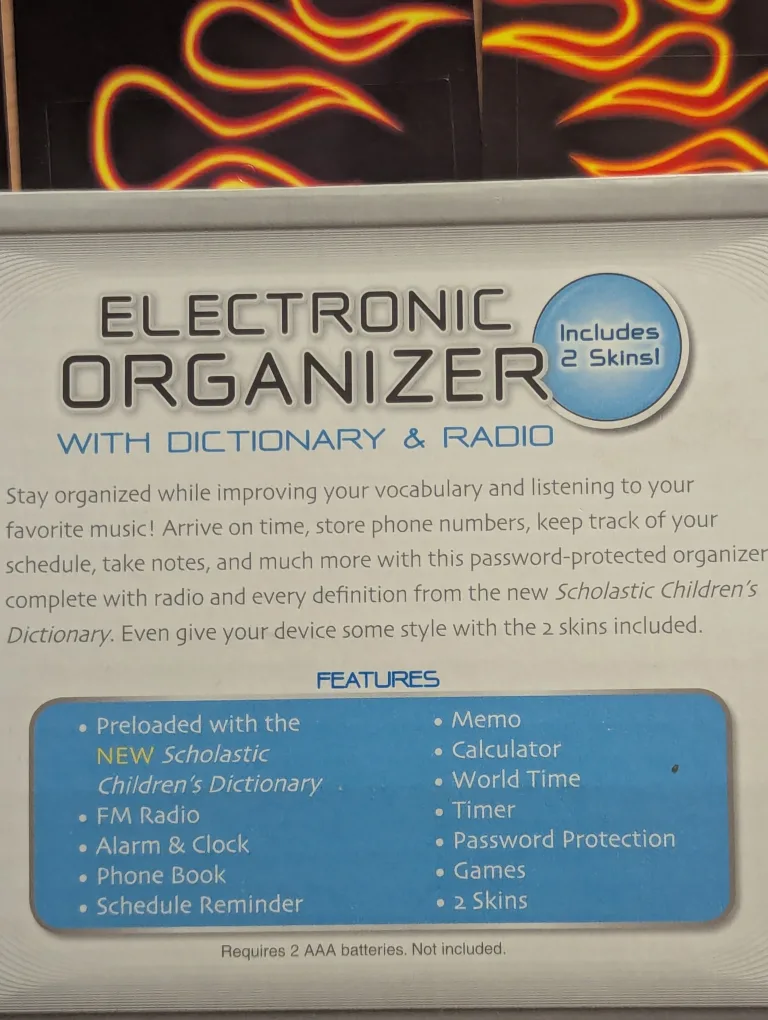 ELECTRONIC
ORGANIZER
Includes
2 Skins!
WITH DICTIONARY & RADIO
Stay organized while improving your vocabulary and listening to your
favorite music! Arrive on time, store phone numbers, keep track of your
schedule, take notes, and much more with this password-protected organizer
complete with radio and every definition from the new Scholastic Children's
Dictionary. Even give your device some style with the 2 skins included.
FEATURES
• Preloaded with the
NEW Scholastic
Children's Dictionary
• FM Radio
• Alarm & Clock
• Phone Book
• Schedule Reminder
• Memo
• Calculator
• World Time
• Timer
• Password Protection
• Games
• 2 Skins
Requires 2 AAA batteries. Not included.